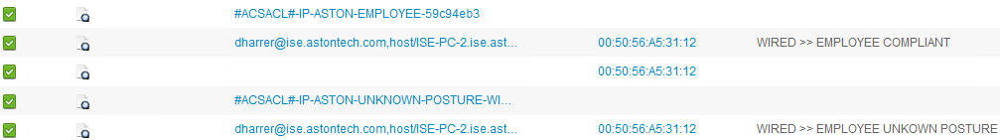 #ACSACL#-IP-ASTON-EMPLOYEE-59c94eb3
dharrer@ise.astontech.com,host/ISE-PC-2.ise.ast... 00:50:56:A5:31:12 WIRED >> EMPLOYEE COMPLIANT
00:50:56:A5:31:12
#ACSACL#-IP-ASTON-UNKNOWN-POSTURE-WI...
dharrer@ise.astontech.com,host/ISE-PC-2.ise.ast... 00:50:56:A5:31:12 WIRED >> EMPLOYEE UNKOWN POSTURE